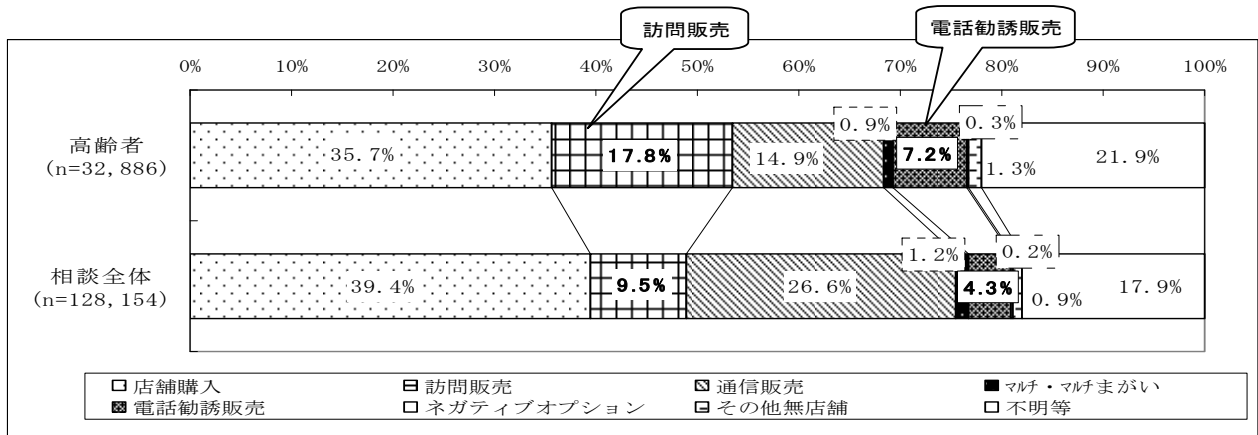 訪問販売
電話勧誘販売
0% 10% 20% 30% 40% 50% 60% 70% 80% 90% 100%
高齢者
(n=32,886)
35.7% 17.8% 14.9% 0.9% 7.2% 0.3% 1.3% 21.9%
相談全体
(n=128,154)
39.4% 9.5% 26.6% 1.2% 4.3% 0.2% 0.9% 17.9%
店舗購入 訪問販売 通信販売 マルチ・マルチまがい
電話勧誘販売 ネガティブオプション その他無店舗 不明等